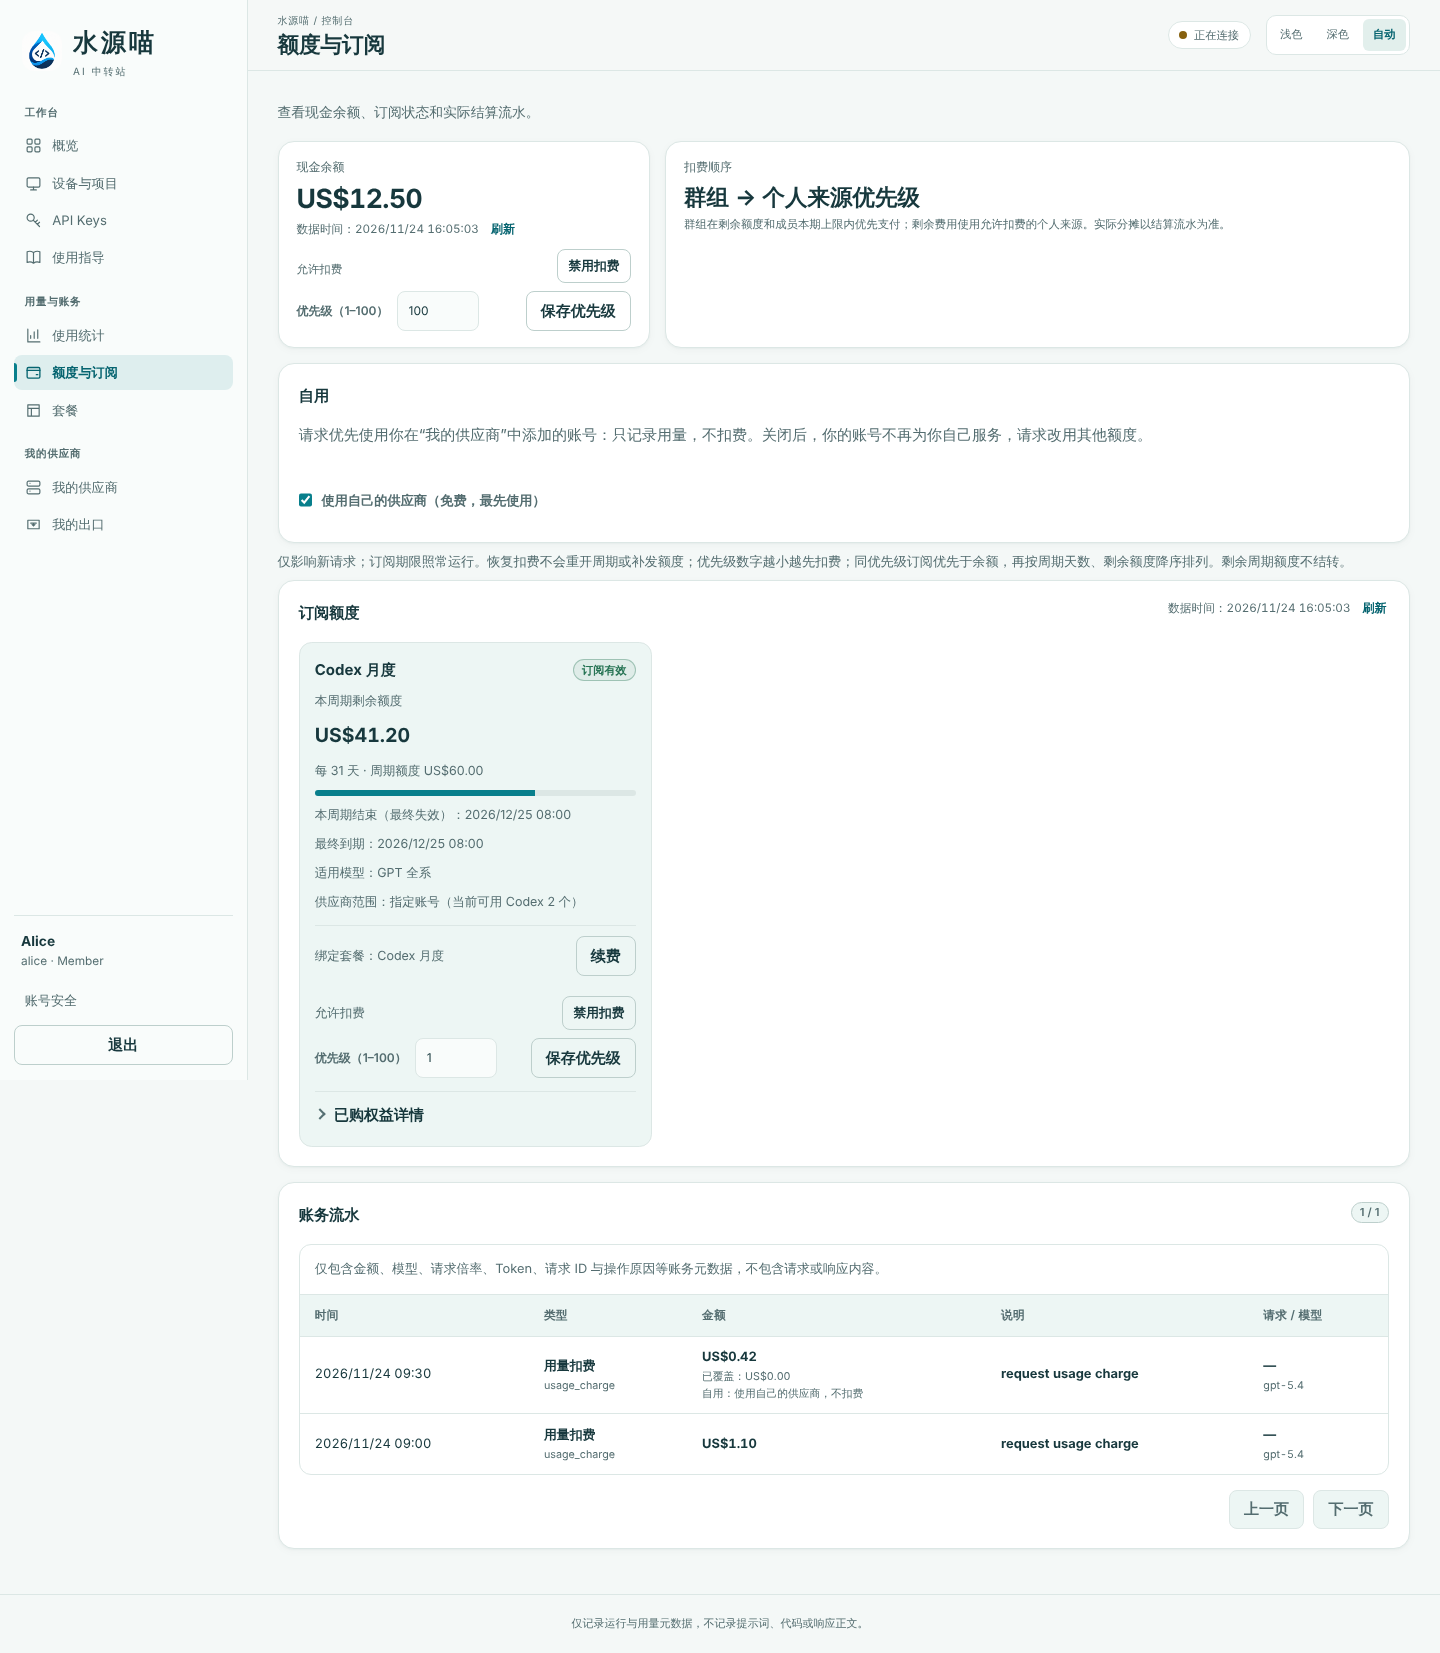 水源喵
AI 中转站
工作台
概览
设备与项目
API Keys
使用指导
用量与账务
使用统计
额度与订阅
套餐
我的供应商
我的供应商
我的出口
Alice
alice · Member
账号安全
退出
水源喵 / 控制台
额度与订阅
正在连接
浅色
深色
自动
查看现金余额、订阅状态和实际结算流水。
现金余额
US$12.50
数据时间：2026/11/24 16:05:03 刷新
允许扣费
禁用扣费
优先级（1–100） 100 保存优先级
扣费顺序
群组 → 个人来源优先级
群组在剩余额度和成员本期上限内优先支付；剩余费用使用允许扣费的个人来源。实际分摊以结算流水为准。
自用
请求优先使用你在“我的供应商”中添加的账号：只记录用量，不扣费。关闭后，你的账号不再为你自己服务，请求改用其他额度。
使用自己的供应商（免费，最先使用）
仅影响新请求；订阅期限照常运行。恢复扣费不会重开周期或补发额度；优先级数字越小越先扣费；同优先级订阅优先于余额，再按周期天数、剩余额度降序排列。剩余周期额度不结转。
订阅额度
数据时间：2026/11/24 16:05:03 刷新
Codex 月度
订阅有效
本周期剩余额度
US$41.20
每 31 天 · 周期额度 US$60.00
本周期结束（最终失效）：2026/12/25 08:00
最终到期：2026/12/25 08:00
适用模型：GPT 全系
供应商范围：指定账号（当前可用 Codex 2 个）
绑定套餐：Codex 月度 续费
允许扣费 禁用扣费
优先级（1–100） 1 保存优先级
已购权益详情
账务流水
1 / 1
仅包含金额、模型、请求倍率、Token、请求 ID 与操作原因等账务元数据，不包含请求或响应内容。
时间 类型 金额 说明 请求 / 模型
2026/11/24 09:30
用量扣费
usage_charge
US$0.42
已覆盖：US$0.00
自用：使用自己的供应商，不扣费
request usage charge
—
gpt-5.4
2026/11/24 09:00
用量扣费
usage_charge
US$1.10
request usage charge
—
gpt-5.4
上一页
下一页
仅记录运行与用量元数据，不记录提示词、代码或响应正文。